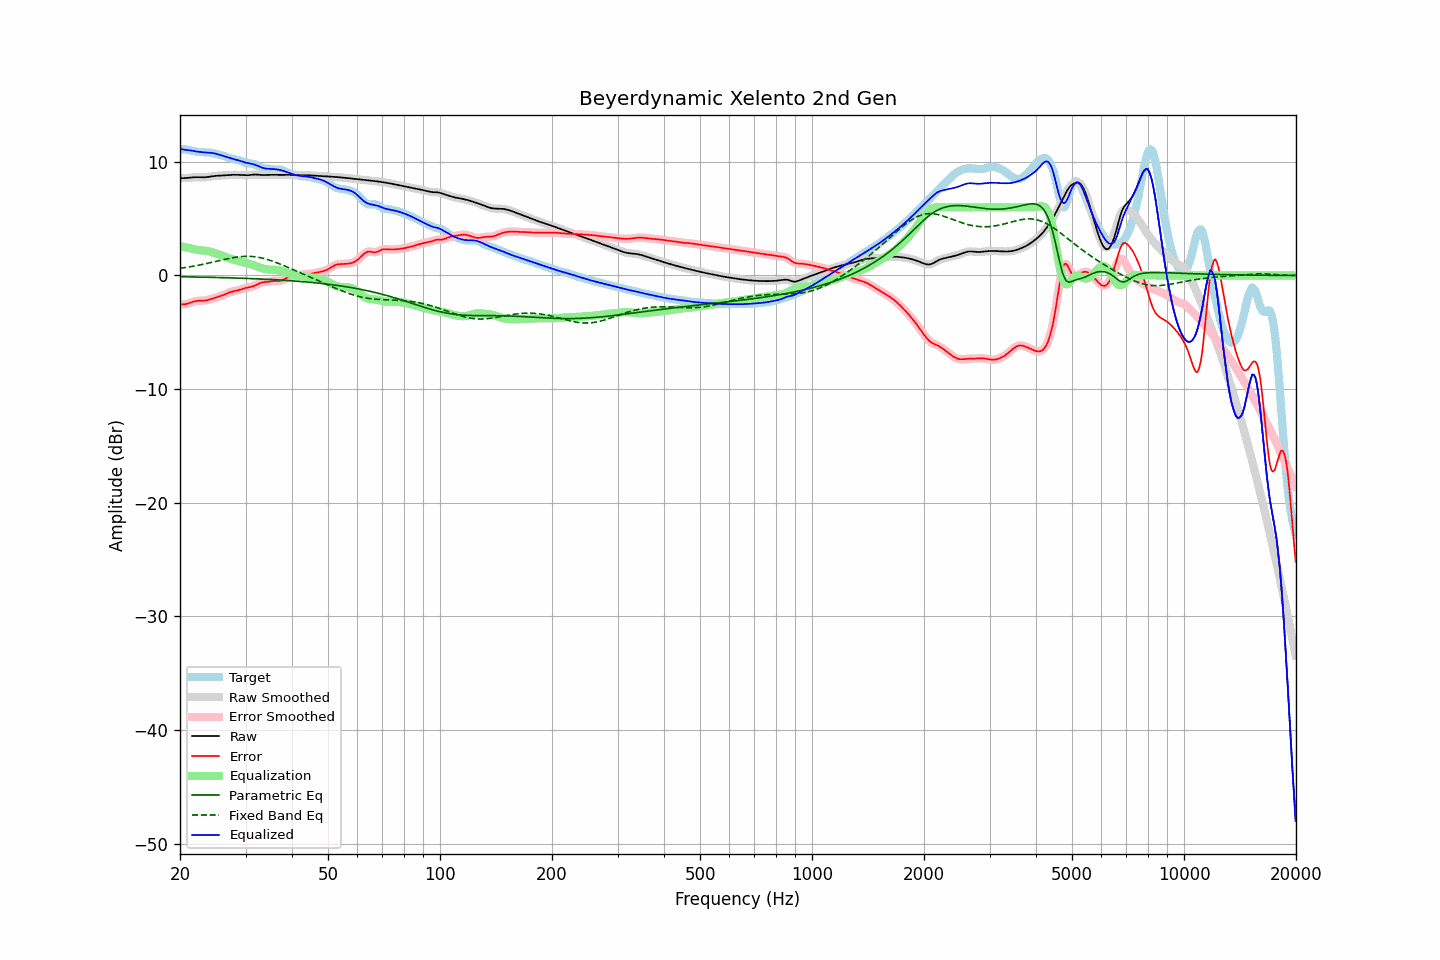 Beyerdynamic Xelento 2nd Gen
10
0
−10
−20
−30
−40
−50
Amplitude (dBr)
Target
Raw Smoothed
Error Smoothed
Raw
Error
Equalization
Parametric Eq
Fixed Band Eq
Equalized
20 50 100 200 500 1000 2000 5000 10000 20000
Frequency (Hz)